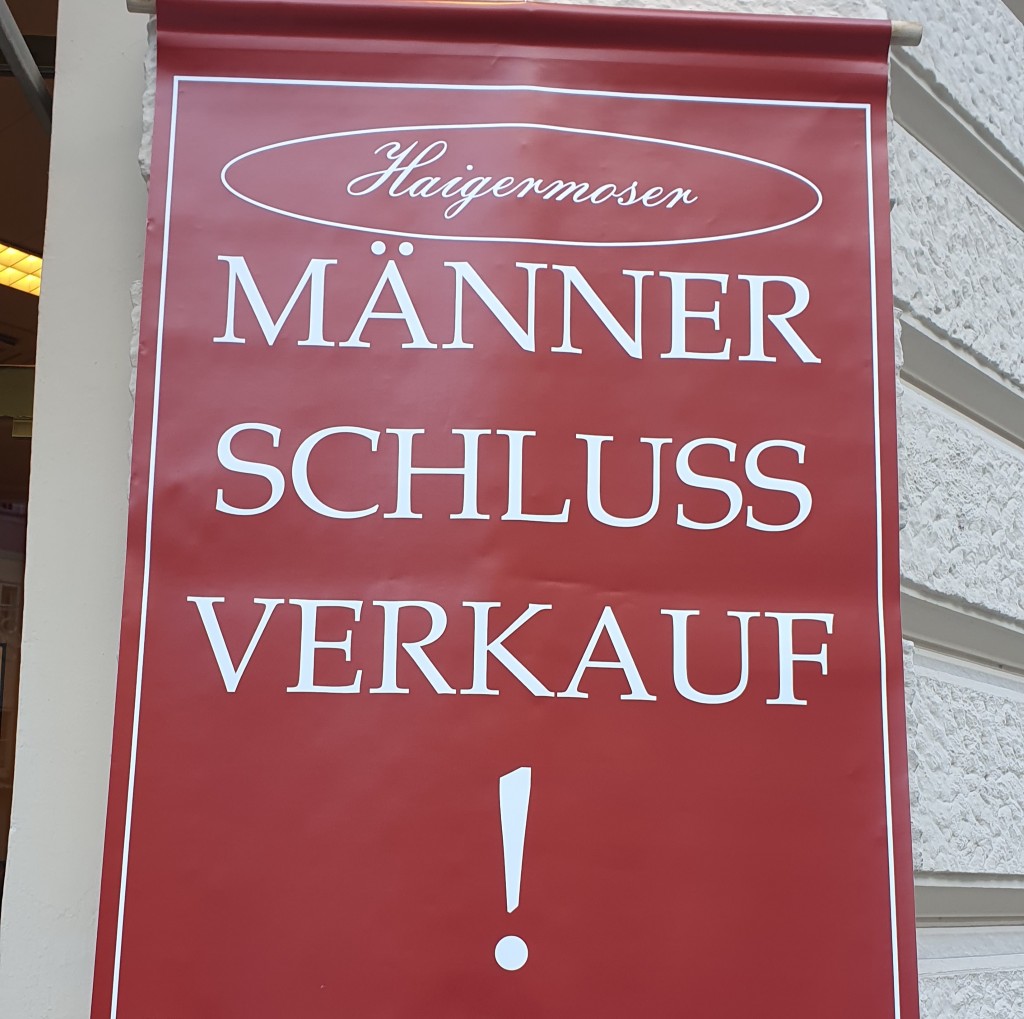 Haigermoser
MÄNNER
SCHLUSS
VERKAUF
!